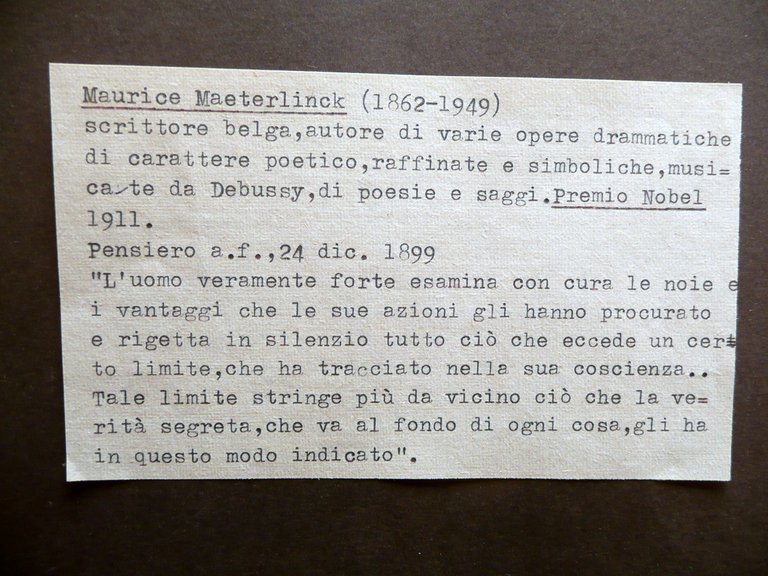 Maurice Maeterlinck (1862-1949)
scrittore belga,autore di varie opere drammatiche
di carattere poetico,raffinate e simboliche,musi=
cate da Debussy,di poesie e saggi.Premio Nobel
1911.
Pensiero a.f.,24 dic. 1899
"L'uomo veramente forte esamina con cura le noie e
i vantaggi che le sue azioni gli hanno procurato
e rigetta in silenzio tutto ciò che eccede un cer=
to limite,che ha tracciato nella sua coscienza..
Tale limite stringe più da vicino ciò che la ve=
rità segreta,che va al fondo di ogni cosa,gli ha
in questo modo indicato".